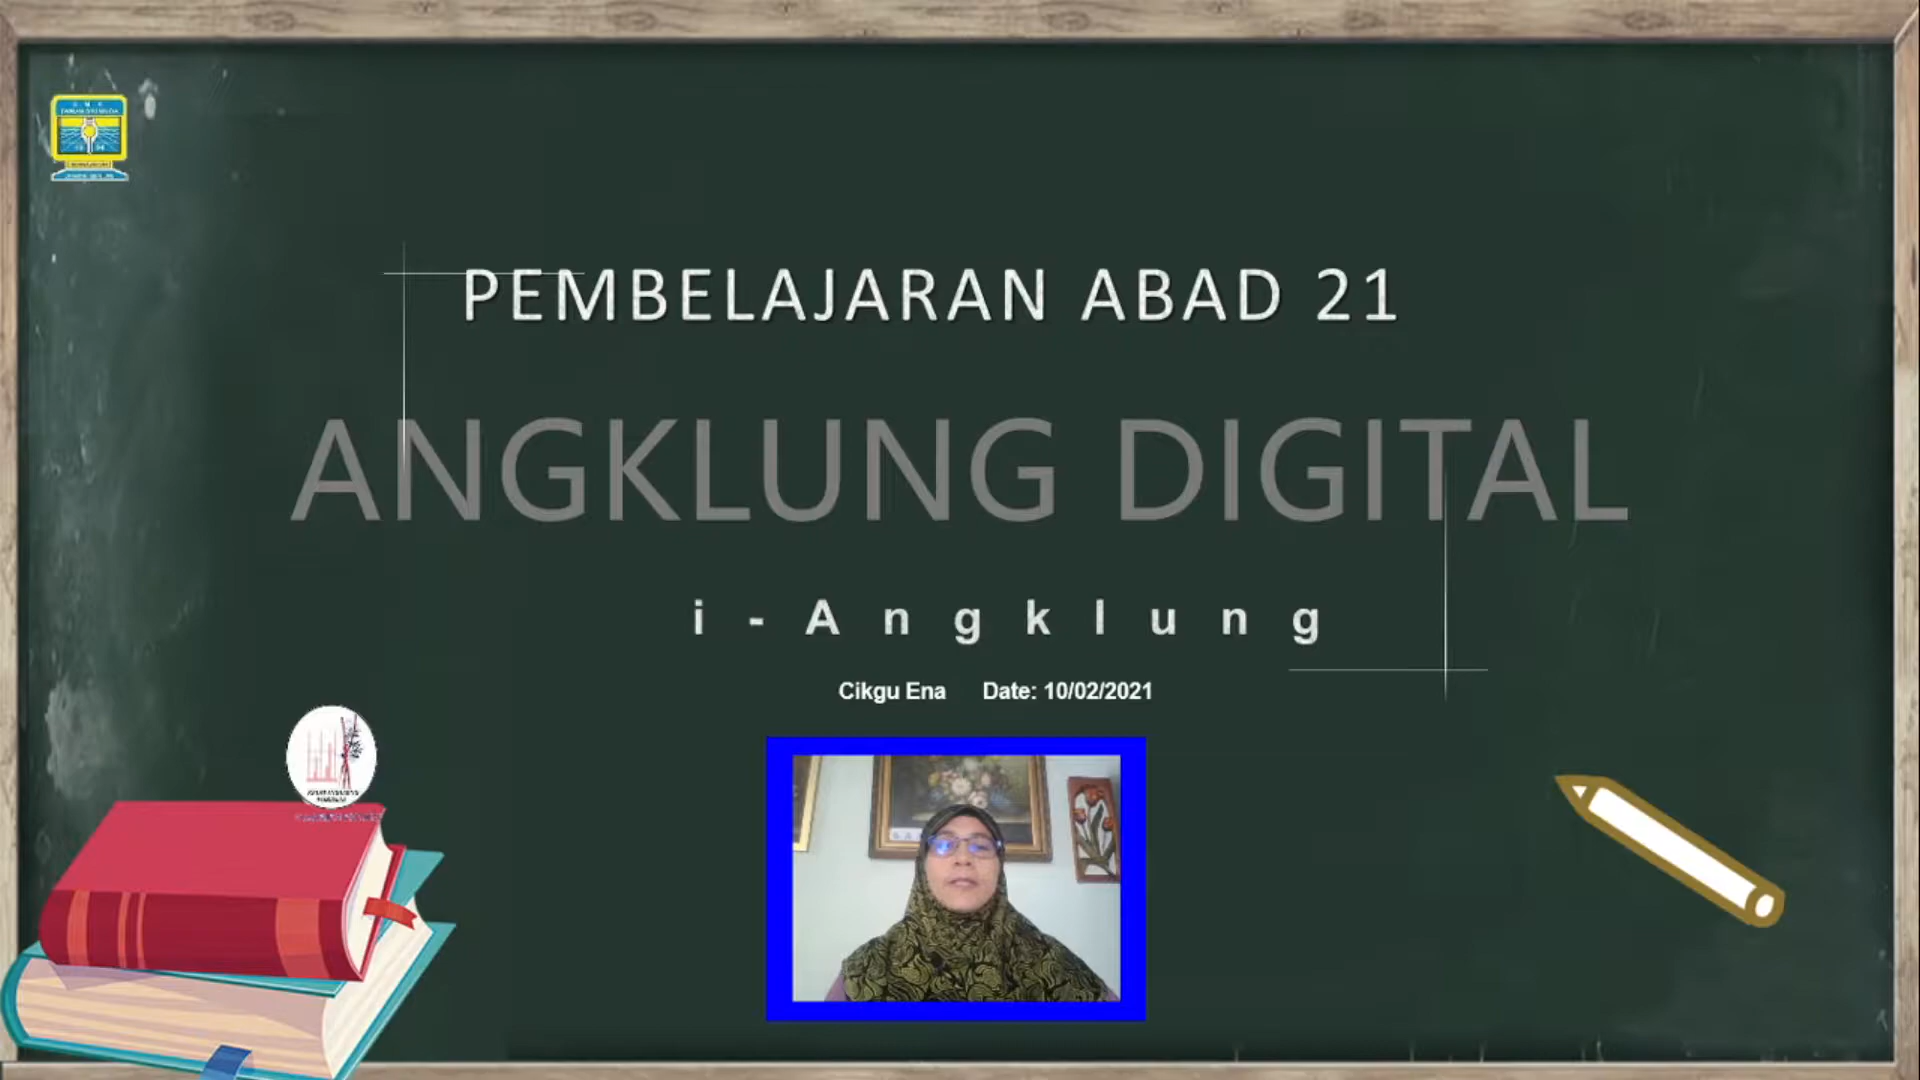 PEMBELAJARAN ABAD 21
ANGKLUNG DIGITAL
i-Angklung
Cikgu Ena Date: 10/02/2021